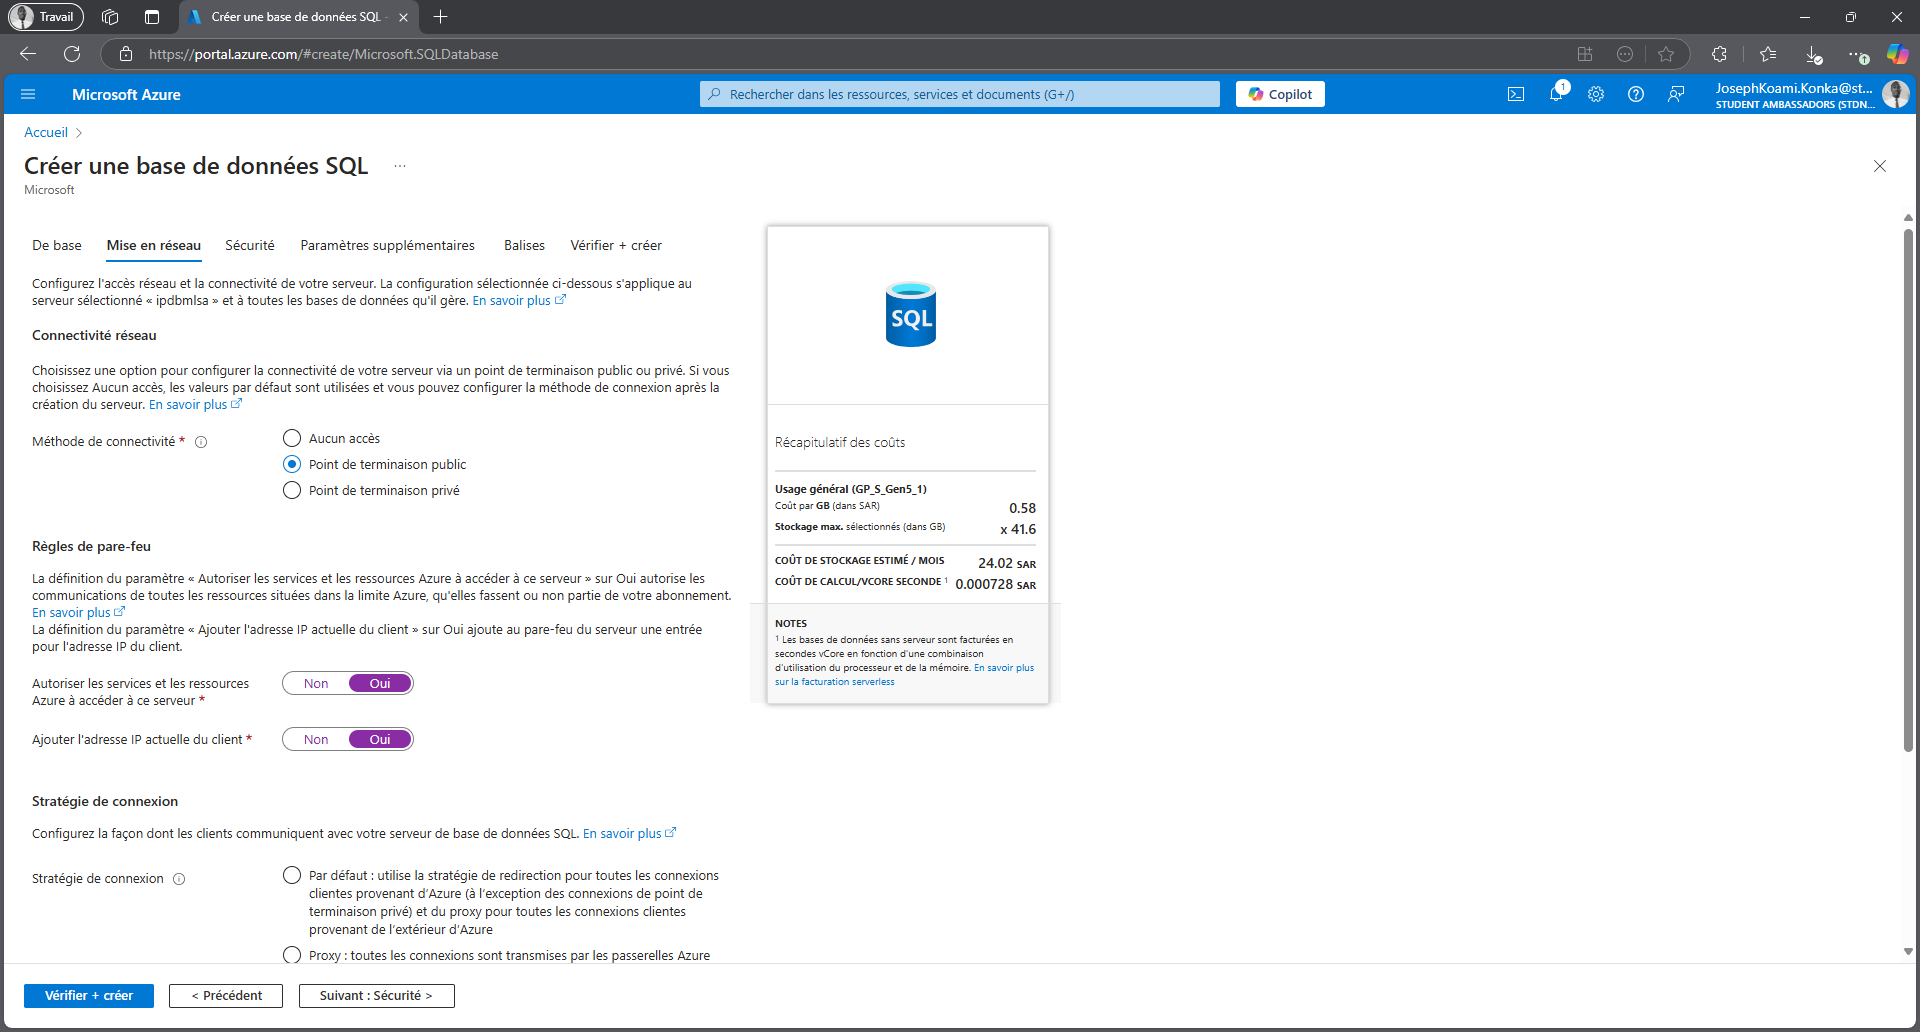 Travail
Créer une base de données SQL -
https://portal.azure.com/#create/Microsoft.SQLDatabase
Microsoft Azure
Rechercher dans les ressources, services et documents (G+/)
Copilot
1
JosephKoami.Konka@st...
STUDENT AMBASSADORS (STDN...
Accueil
Créer une base de données SQL ...
Microsoft
De base
Mise en réseau
Sécurité
Paramètres supplémentaires
Balises
Vérifier + créer
Configurez l'accès réseau et la connectivité de votre serveur. La configuration sélectionnée ci-dessous s'applique au
serveur sélectionné « ipdbmlsa » et à toutes les bases de données qu'il gère. En savoir plus
Connectivité réseau
Choisissez une option pour configurer la connectivité de votre serveur via un point de terminaison public ou privé. Si vous
choisissez Aucun accès, les valeurs par défaut sont utilisées et vous pouvez configurer la méthode de connexion après la
création du serveur. En savoir plus
Méthode de connectivité *
Aucun accès
Point de terminaison public
Point de terminaison privé
Règles de pare-feu
La définition du paramètre « Autoriser les services et les ressources Azure à accéder à ce serveur » sur Oui autorise les
communications de toutes les ressources situées dans la limite Azure, qu'elles fassent ou non partie de votre abonnement.
En savoir plus
La définition du paramètre « Ajouter l'adresse IP actuelle du client » sur Oui ajoute au pare-feu du serveur une entrée
pour l'adresse IP du client.
Autoriser les services et les ressources
Azure à accéder à ce serveur *
Non Oui
Ajouter l'adresse IP actuelle du client *
Non Oui
Stratégie de connexion
Configurez la façon dont les clients communiquent avec votre serveur de base de données SQL. En savoir plus
Stratégie de connexion
Par défaut : utilise la stratégie de redirection pour toutes les connexions
clientes provenant d’Azure (à l’exception des connexions de point de
terminaison privé) et du proxy pour toutes les connexions clientes
provenant de l’extérieur d’Azure
Proxy : toutes les connexions sont transmises par les passerelles Azure
SQL
Récapitulatif des coûts
Usage général (GP_S_Gen5_1)
Coût par GB (dans SAR) 0.58
Stockage max. sélectionnés (dans GB) x 41.6
COÛT DE STOCKAGE ESTIMÉ / MOIS 24.02 SAR
COÛT DE CALCUL/VCORE SECONDE 1 0.000728 SAR
NOTES
1 Les bases de données sans serveur sont facturées en
secondes vCore en fonction d'une combinaison
d'utilisation du processeur et de la mémoire. En savoir plus
sur la facturation serverless
Vérifier + créer
< Précédent
Suivant : Sécurité >